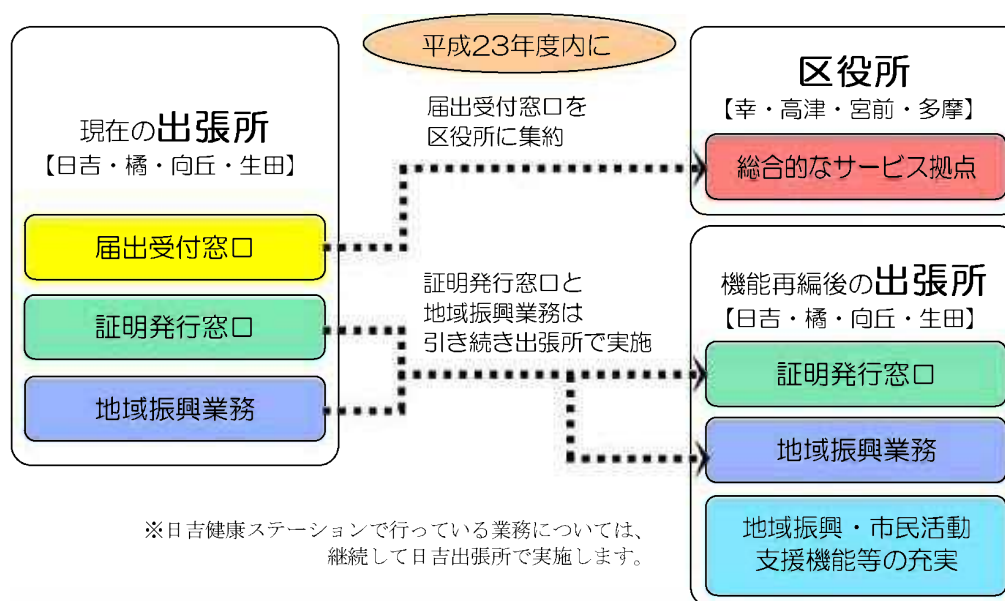 平成23年度内に
現在の出張所
【日吉・橘・向丘・生田】
届出受付窓口
証明発行窓口
地域振興業務
届出受付窓口を
区役所に集約
証明発行窓口と
地域振興業務は
引き続き出張所で実施
区役所
【幸・高津・宮前・多摩】
総合的なサービス拠点
機能再編後の出張所
【日吉・橘・向丘・生田】
証明発行窓口
地域振興業務
地域振興・市民活動
支援機能等の充実
※日吉健康ステーションで行っている業務については、
継続して日吉出張所で実施します。